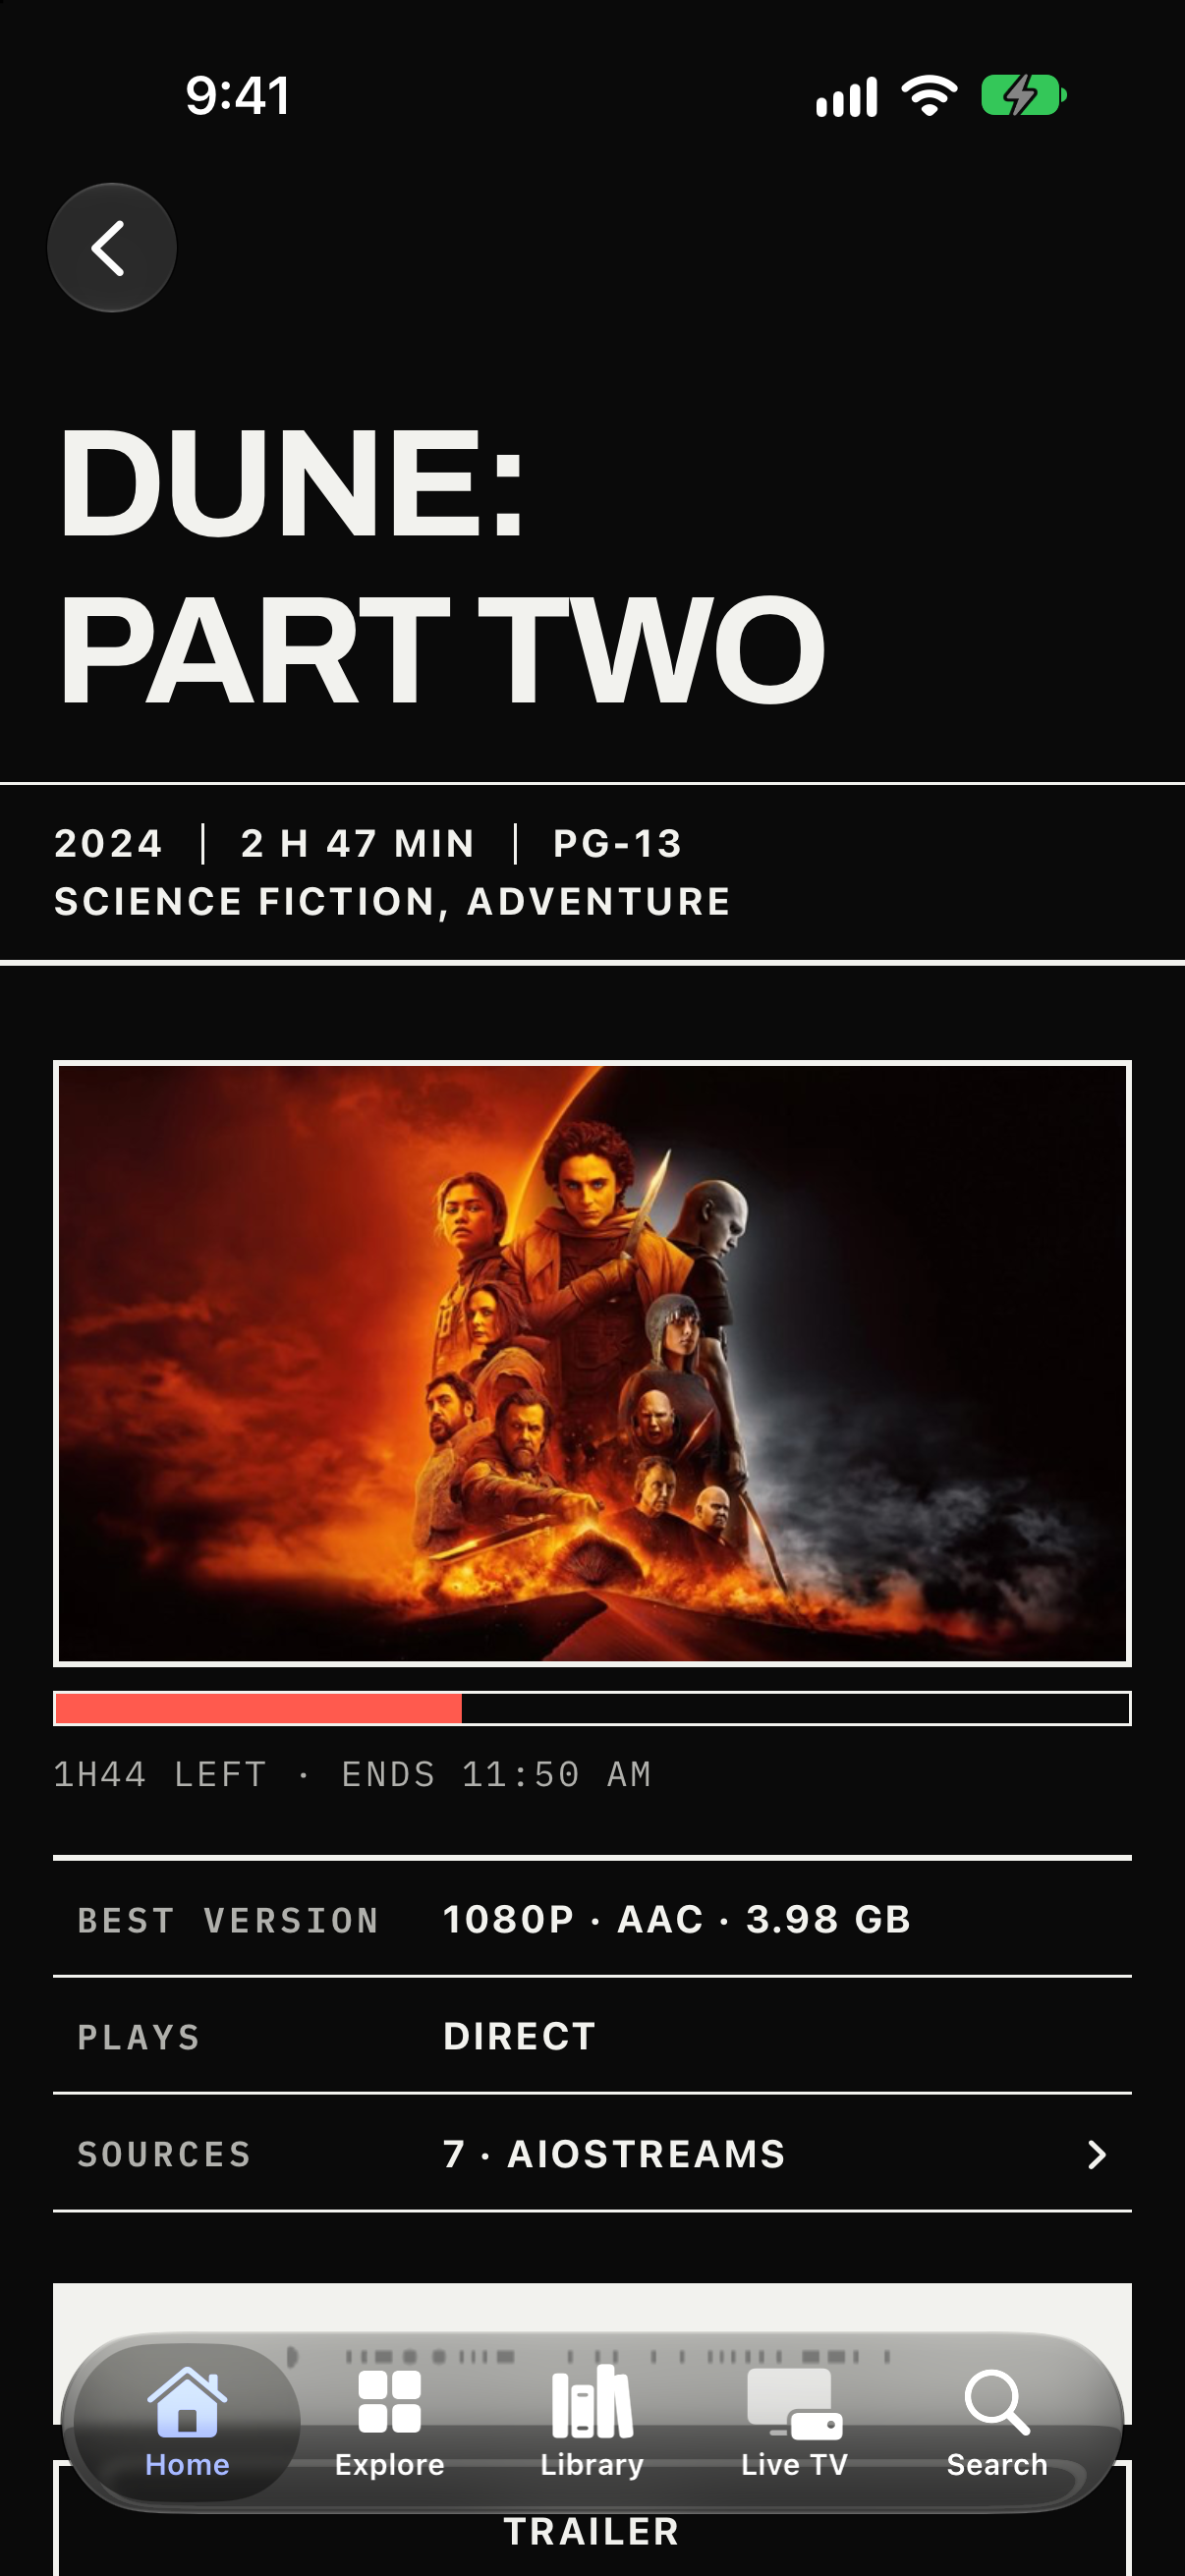 9:41
DUNE:
PART TWO
2024 | 2 H 47 MIN | PG-13
SCIENCE FICTION, ADVENTURE
1H44 LEFT · ENDS 11:50 AM
BEST VERSION 1080P · AAC · 3.98 GB
PLAYS DIRECT
SOURCES 7 · AIOSTREAMS
Home Explore Library Live TV Search
TRAILER